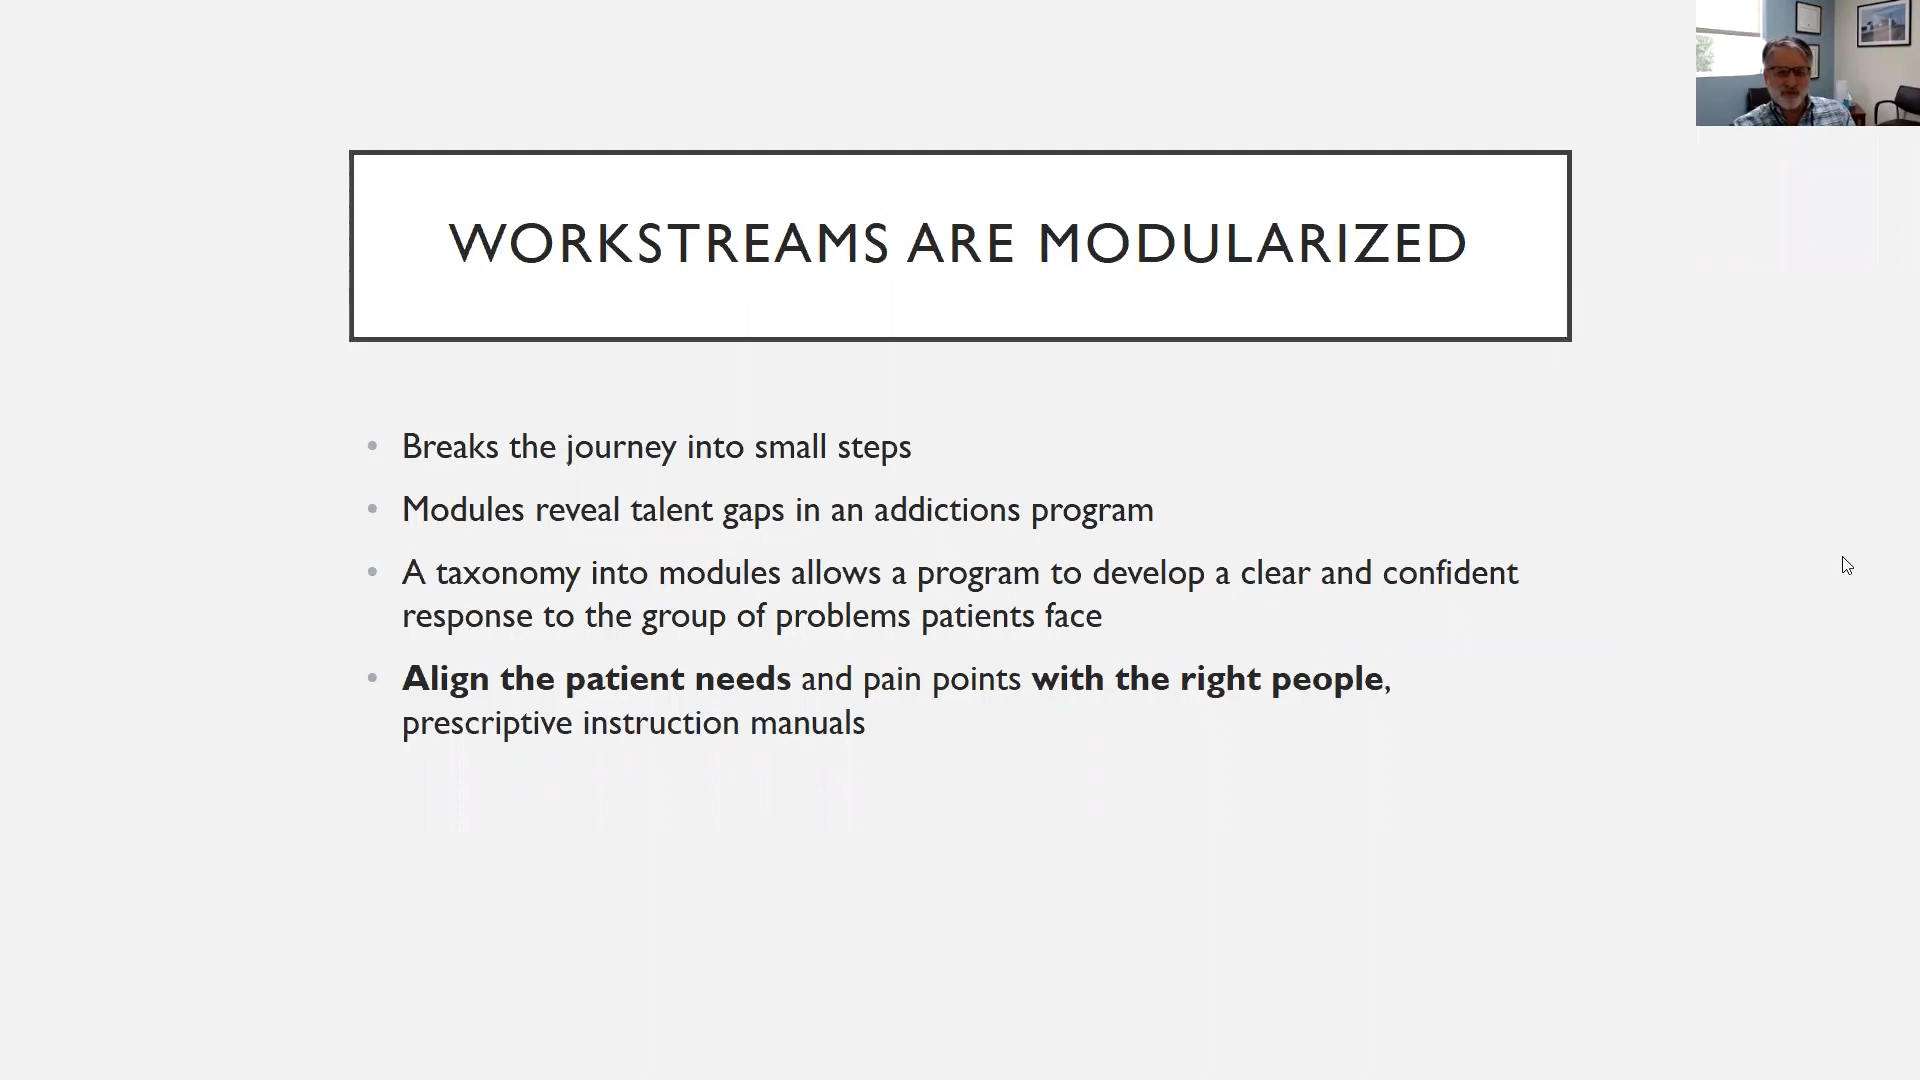 WORKSTREAMS ARE MODULARIZED
• Breaks the journey into small steps
• Modules reveal talent gaps in an addictions program
• A taxonomy into modules allows a program to develop a clear and confident
response to the group of problems patients face
• Align the patient needs and pain points with the right people,
prescriptive instruction manuals